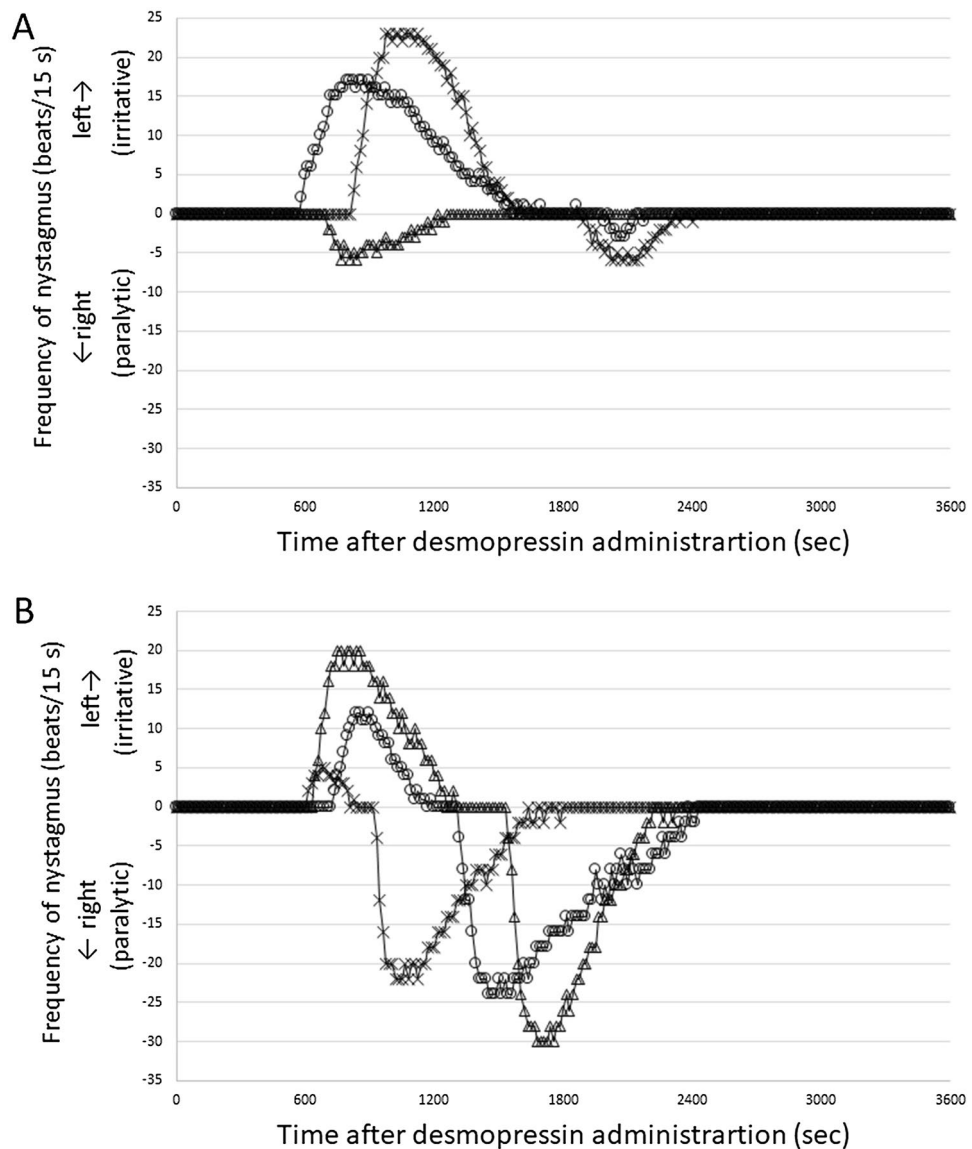 A
Frequency of nystagmus (beats/15 s)
left→
(irritative)
←right
(paralytic)
25
20
15
10
5
0
-5
-10
-15
-20
-25
-30
-35
0 600 1200 1800 2400 3000 3600
Time after desmopressin administrartion (sec)
B
Frequency of nystagmus (beats/15 s)
left→
(irritative)
← right
(paralytic)
25
20
15
10
5
0
-5
-10
-15
-20
-25
-30
-35
0 600 1200 1800 2400 3000 3600
Time after desmopressin administrartion (sec)